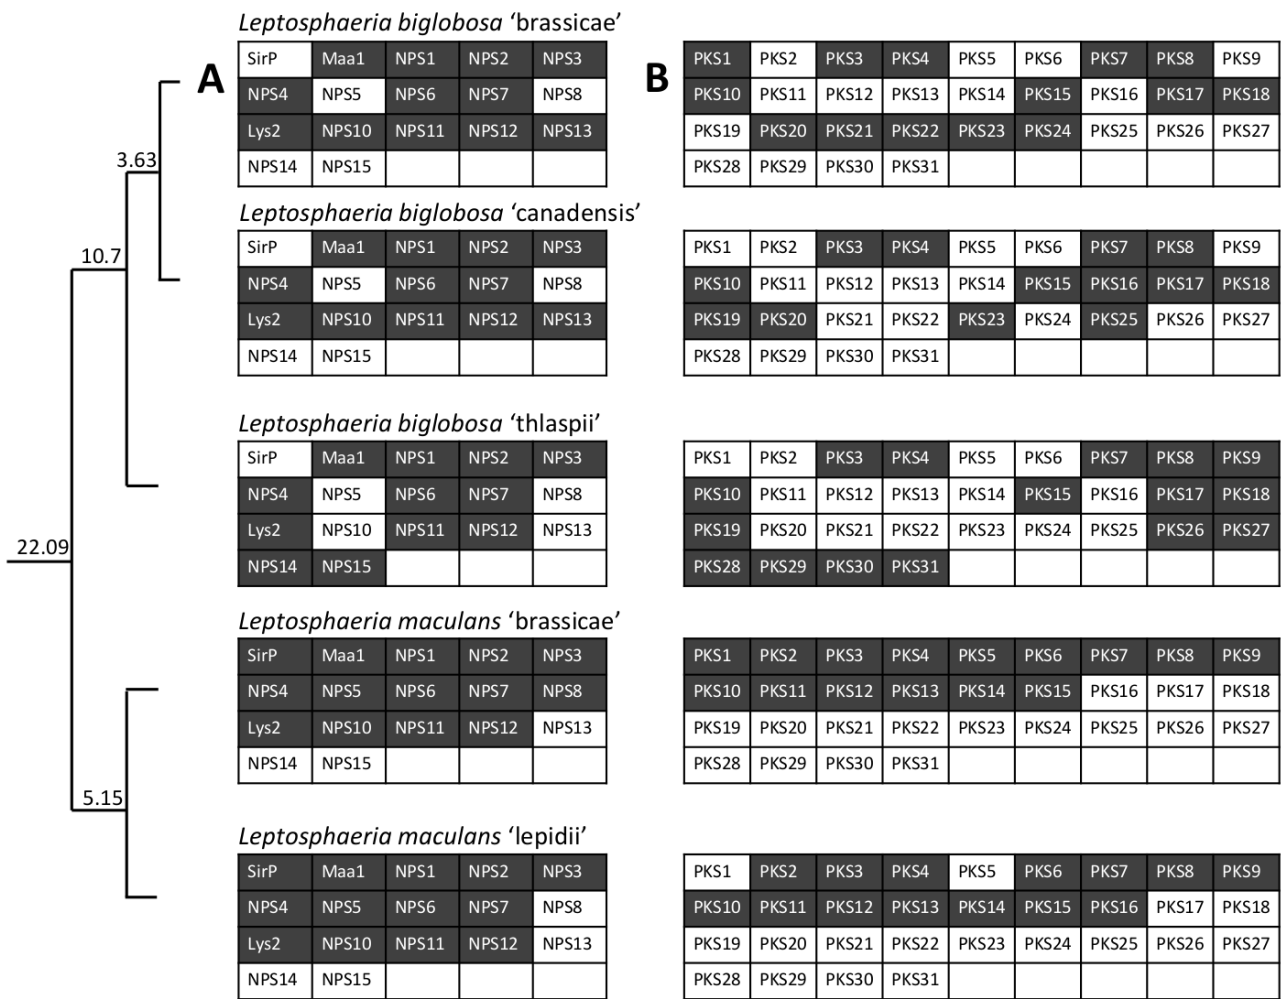 Leptosphaeria biglobosa ‘brassicae’
A
B
SirP Maa1 NPS1 NPS2 NPS3
NPS4 NPS5 NPS6 NPS7 NPS8
Lys2 NPS10 NPS11 NPS12 NPS13
NPS14 NPS15
PKS1 PKS2 PKS3 PKS4 PKS5 PKS6 PKS7 PKS8 PKS9
PKS10 PKS11 PKS12 PKS13 PKS14 PKS15 PKS16 PKS17 PKS18
PKS19 PKS20 PKS21 PKS22 PKS23 PKS24 PKS25 PKS26 PKS27
PKS28 PKS29 PKS30 PKS31
3.63
Leptosphaeria biglobosa ‘canadensis’
SirP Maa1 NPS1 NPS2 NPS3
NPS4 NPS5 NPS6 NPS7 NPS8
Lys2 NPS10 NPS11 NPS12 NPS13
NPS14 NPS15
PKS1 PKS2 PKS3 PKS4 PKS5 PKS6 PKS7 PKS8 PKS9
PKS10 PKS11 PKS12 PKS13 PKS14 PKS15 PKS16 PKS17 PKS18
PKS19 PKS20 PKS21 PKS22 PKS23 PKS24 PKS25 PKS26 PKS27
PKS28 PKS29 PKS30 PKS31
10.7
Leptosphaeria biglobosa ‘thlaspii’
SirP Maa1 NPS1 NPS2 NPS3
NPS4 NPS5 NPS6 NPS7 NPS8
Lys2 NPS10 NPS11 NPS12 NPS13
NPS14 NPS15
PKS1 PKS2 PKS3 PKS4 PKS5 PKS6 PKS7 PKS8 PKS9
PKS10 PKS11 PKS12 PKS13 PKS14 PKS15 PKS16 PKS17 PKS18
PKS19 PKS20 PKS21 PKS22 PKS23 PKS24 PKS25 PKS26 PKS27
PKS28 PKS29 PKS30 PKS31
22.09
Leptosphaeria maculans ‘brassicae’
SirP Maa1 NPS1 NPS2 NPS3
NPS4 NPS5 NPS6 NPS7 NPS8
Lys2 NPS10 NPS11 NPS12 NPS13
NPS14 NPS15
PKS1 PKS2 PKS3 PKS4 PKS5 PKS6 PKS7 PKS8 PKS9
PKS10 PKS11 PKS12 PKS13 PKS14 PKS15 PKS16 PKS17 PKS18
PKS19 PKS20 PKS21 PKS22 PKS23 PKS24 PKS25 PKS26 PKS27
PKS28 PKS29 PKS30 PKS31
5.15
Leptosphaeria maculans ‘lepidii’
SirP Maa1 NPS1 NPS2 NPS3
NPS4 NPS5 NPS6 NPS7 NPS8
Lys2 NPS10 NPS11 NPS12 NPS13
NPS14 NPS15
PKS1 PKS2 PKS3 PKS4 PKS5 PKS6 PKS7 PKS8 PKS9
PKS10 PKS11 PKS12 PKS13 PKS14 PKS15 PKS16 PKS17 PKS18
PKS19 PKS20 PKS21 PKS22 PKS23 PKS24 PKS25 PKS26 PKS27
PKS28 PKS29 PKS30 PKS31